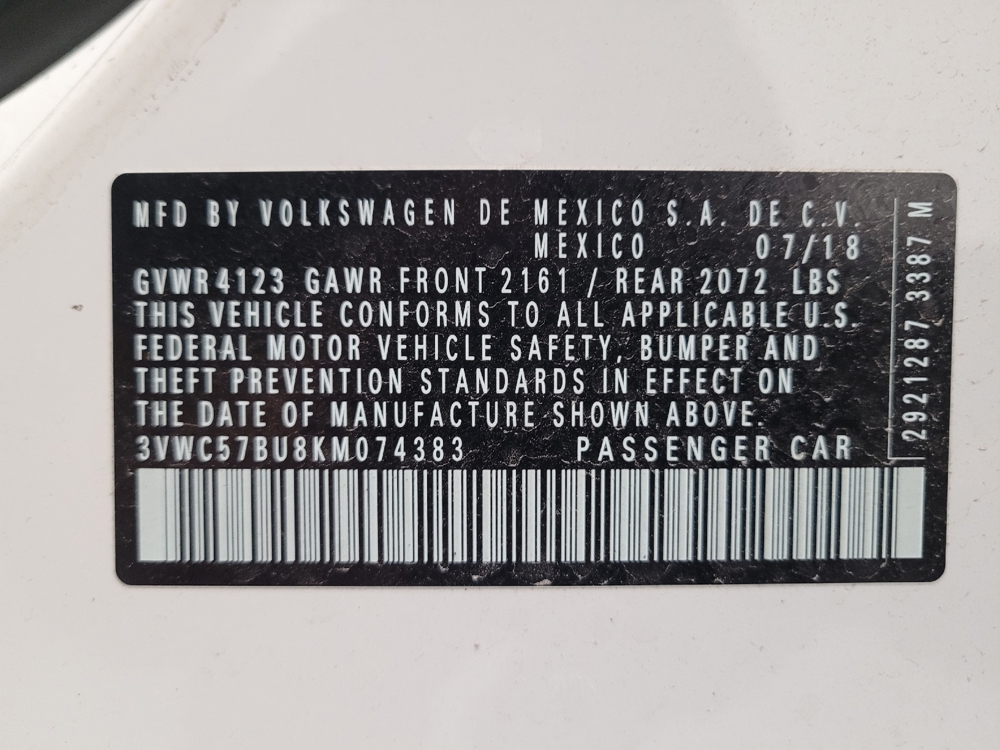 MFD BY VOLKSWAGEN DE MEXICO S.A. DE C.V.
MEXICO 07/18
GVWR 4123 GAWR FRONT 2161 / REAR 2072 LBS
THIS VEHICLE CONFORMS TO ALL APPLICABLE U.S.
FEDERAL MOTOR VEHICLE SAFETY, BUMPER AND
THEFT PREVENTION STANDARDS IN EFFECT ON
THE DATE OF MANUFACTURE SHOWN ABOVE.
3VWC57BU8KM074383 PASSENGER CAR
2921287 3387 M